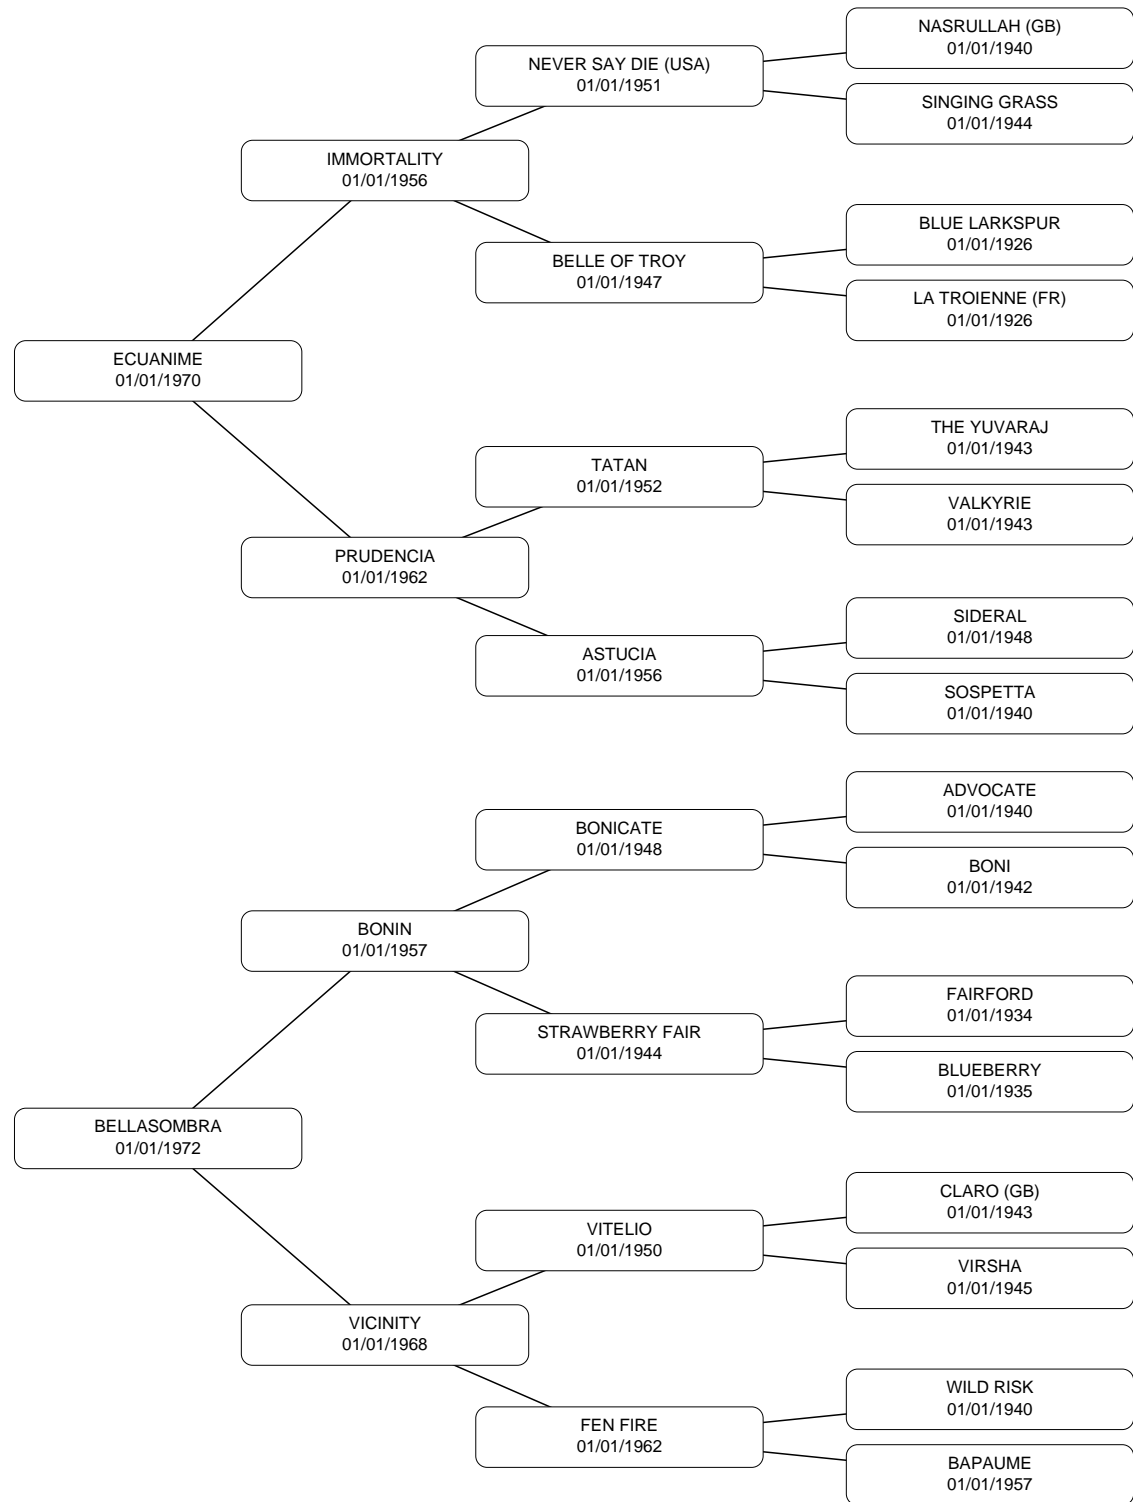 NASRULLAH (GB)
01/01/1940
NEVER SAY DIE (USA)
01/01/1951
SINGING GRASS
01/01/1944
IMMORTALITY
01/01/1956
BLUE LARKSPUR
01/01/1926
BELLE OF TROY
01/01/1947
LA TROIENNE (FR)
01/01/1926
ECUANIME
01/01/1970
THE YUVARAJ
01/01/1943
TATAN
01/01/1952
VALKYRIE
01/01/1943
PRUDENCIA
01/01/1962
SIDERAL
01/01/1948
ASTUCIA
01/01/1956
SOSPETTA
01/01/1940
ADVOCATE
01/01/1940
BONICATE
01/01/1948
BONI
01/01/1942
BONIN
01/01/1957
FAIRFORD
01/01/1934
STRAWBERRY FAIR
01/01/1944
BLUEBERRY
01/01/1935
BELLASOMBRA
01/01/1972
CLARO (GB)
01/01/1943
VITELIO
01/01/1950
VIRSHA
01/01/1945
VICINITY
01/01/1968
WILD RISK
01/01/1940
FEN FIRE
01/01/1962
BAPAUME
01/01/1957